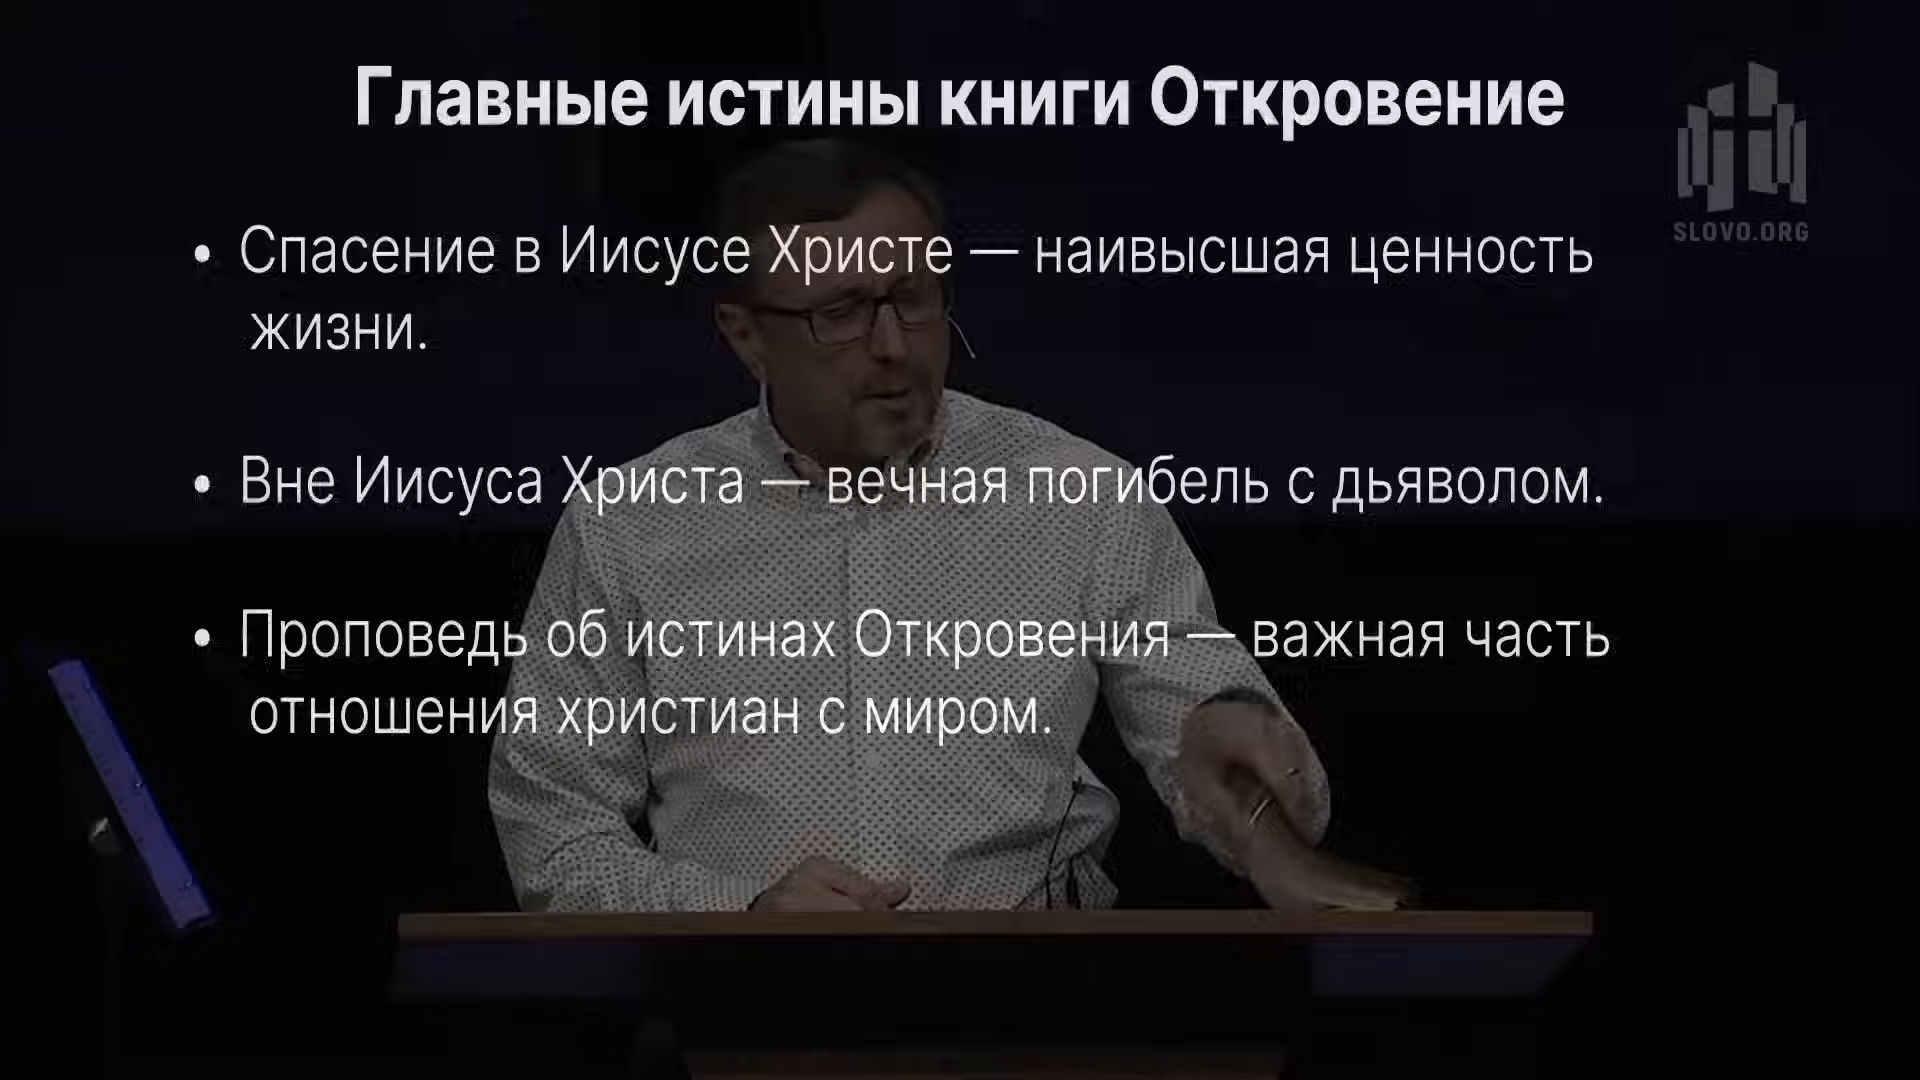 Главные истины книги Откровение
SLOVO.ORG
• Спасение в Иисусе Христе — наивысшая ценность
жизни.
• Вне Иисуса Христа — вечная погибель с дьяволом.
• Проповедь об истинах Откровения — важная часть
отношения христиан с миром.